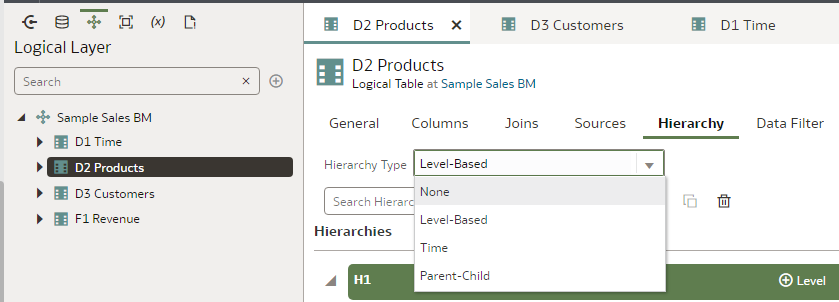 (x)
Logical Layer
Search
Sample Sales BM
D1 Time
D2 Products
D3 Customers
F1 Revenue
D2 Products
D3 Customers
D1 Time
D2 Products
Logical Table at Sample Sales BM
General Columns Joins Sources Hierarchy Data Filter
Hierarchy Type Level-Based
None
Level-Based
Time
Parent-Child
Search Hierarc
Hierarchies
H1
Level